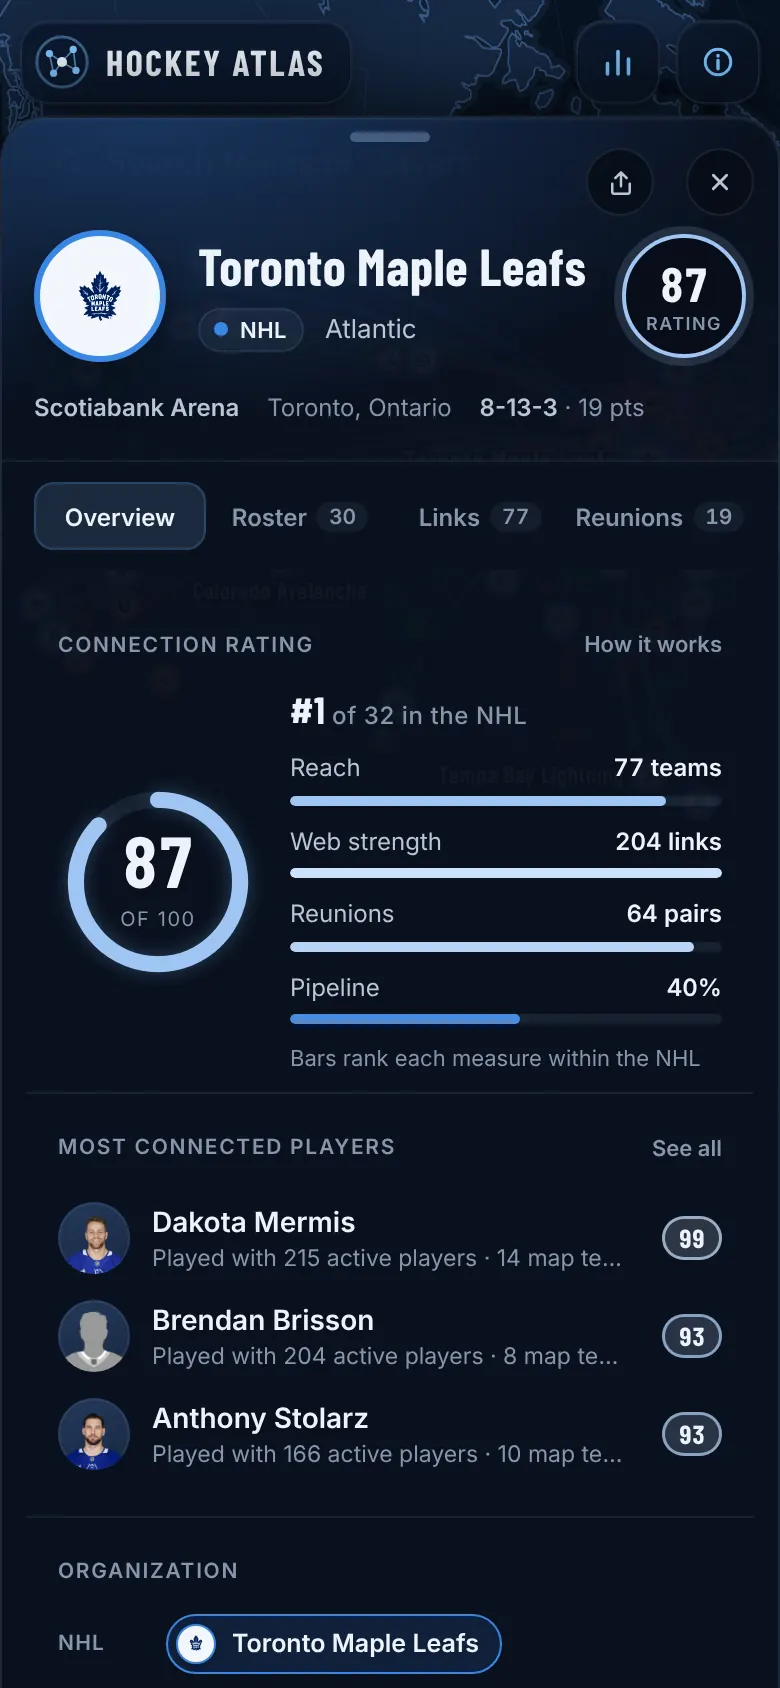 HOCKEY ATLAS
Toronto Maple Leafs
NHL Atlantic
87
RATING
Scotiabank Arena Toronto, Ontario 8-13-3 · 19 pts
Overview Roster 30 Links 77 Reunions 19
Colorado Avalanche
CONNECTION RATING How it works
#1 of 32 in the NHL
Reach 77 teams
Tampa Bay Lightning
Web strength 204 links
87
OF 100
Reunions 64 pairs
Pipeline 40%
Bars rank each measure within the NHL
MOST CONNECTED PLAYERS See all
Dakota Mermis
Played with 215 active players · 14 map te...
99
Brendan Brisson
Played with 204 active players · 8 map te...
93
Anthony Stolarz
Played with 166 active players · 10 map te...
93
ORGANIZATION
NHL Toronto Maple Leafs